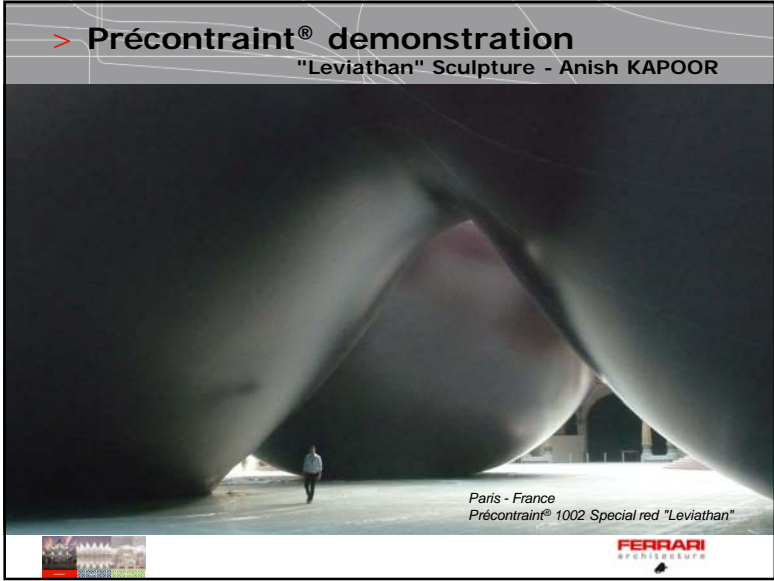 > Précontraint® demonstration
"Leviathan" Sculpture - Anish KAPOOR
Paris - France
Précontraint® 1002 Special red "Leviathan"
FERRARI
architecture